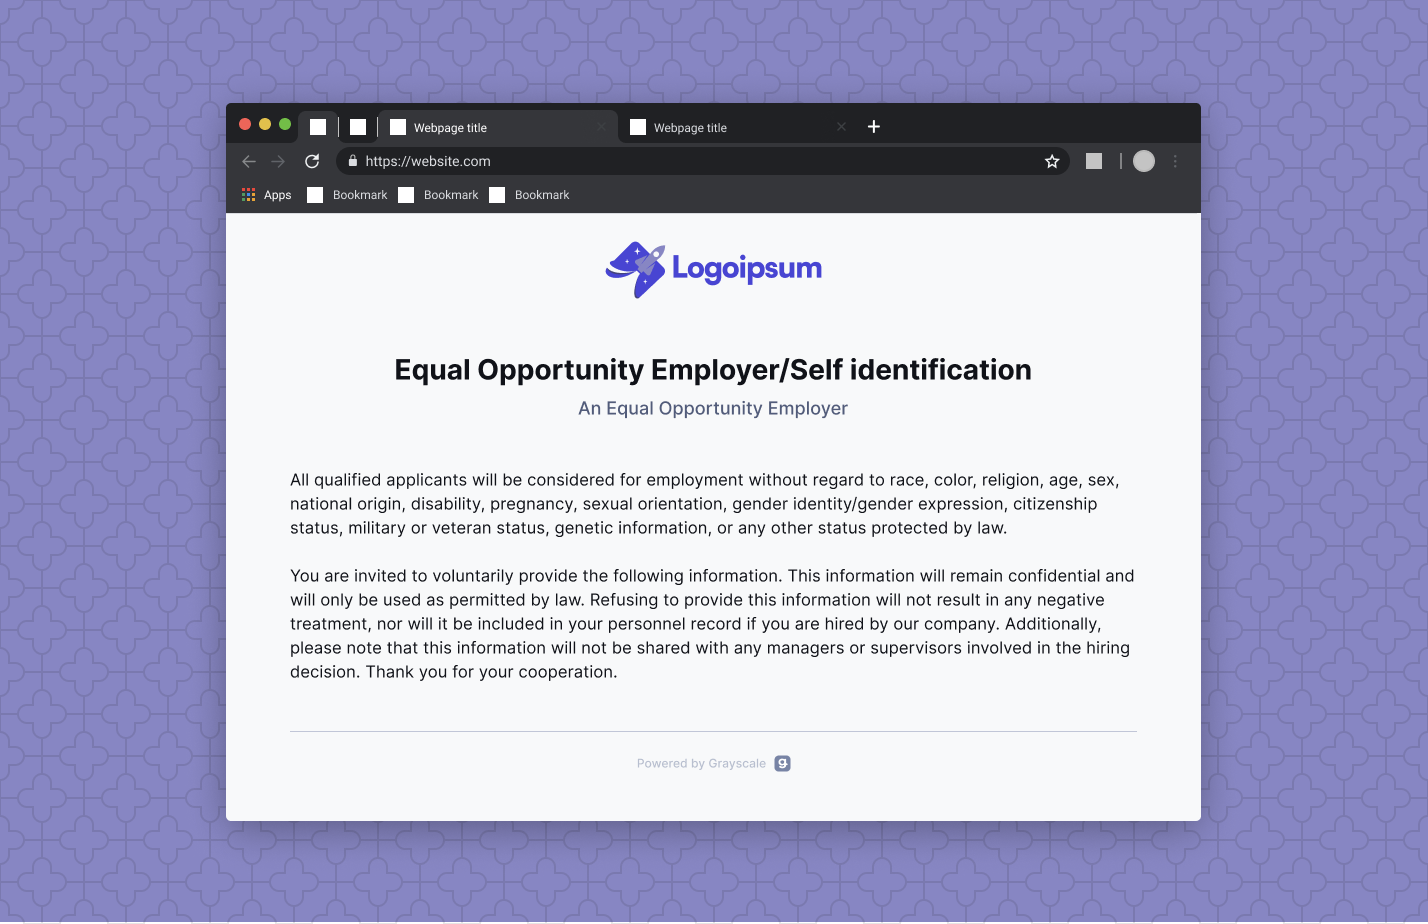 Webpage title
Webpage title
https://website.com
Apps
Bookmark
Bookmark
Bookmark
Logoipsum
Equal Opportunity Employer/Self identification
An Equal Opportunity Employer
All qualified applicants will be considered for employment without regard to race, color, religion, age, sex,
national origin, disability, pregnancy, sexual orientation, gender identity/gender expression, citizenship
status, military or veteran status, genetic information, or any other status protected by law.
You are invited to voluntarily provide the following information. This information will remain confidential and
will only be used as permitted by law. Refusing to provide this information will not result in any negative
treatment, nor will it be included in your personnel record if you are hired by our company. Additionally,
please note that this information will not be shared with any managers or supervisors involved in the hiring
decision. Thank you for your cooperation.
Powered by Grayscale g